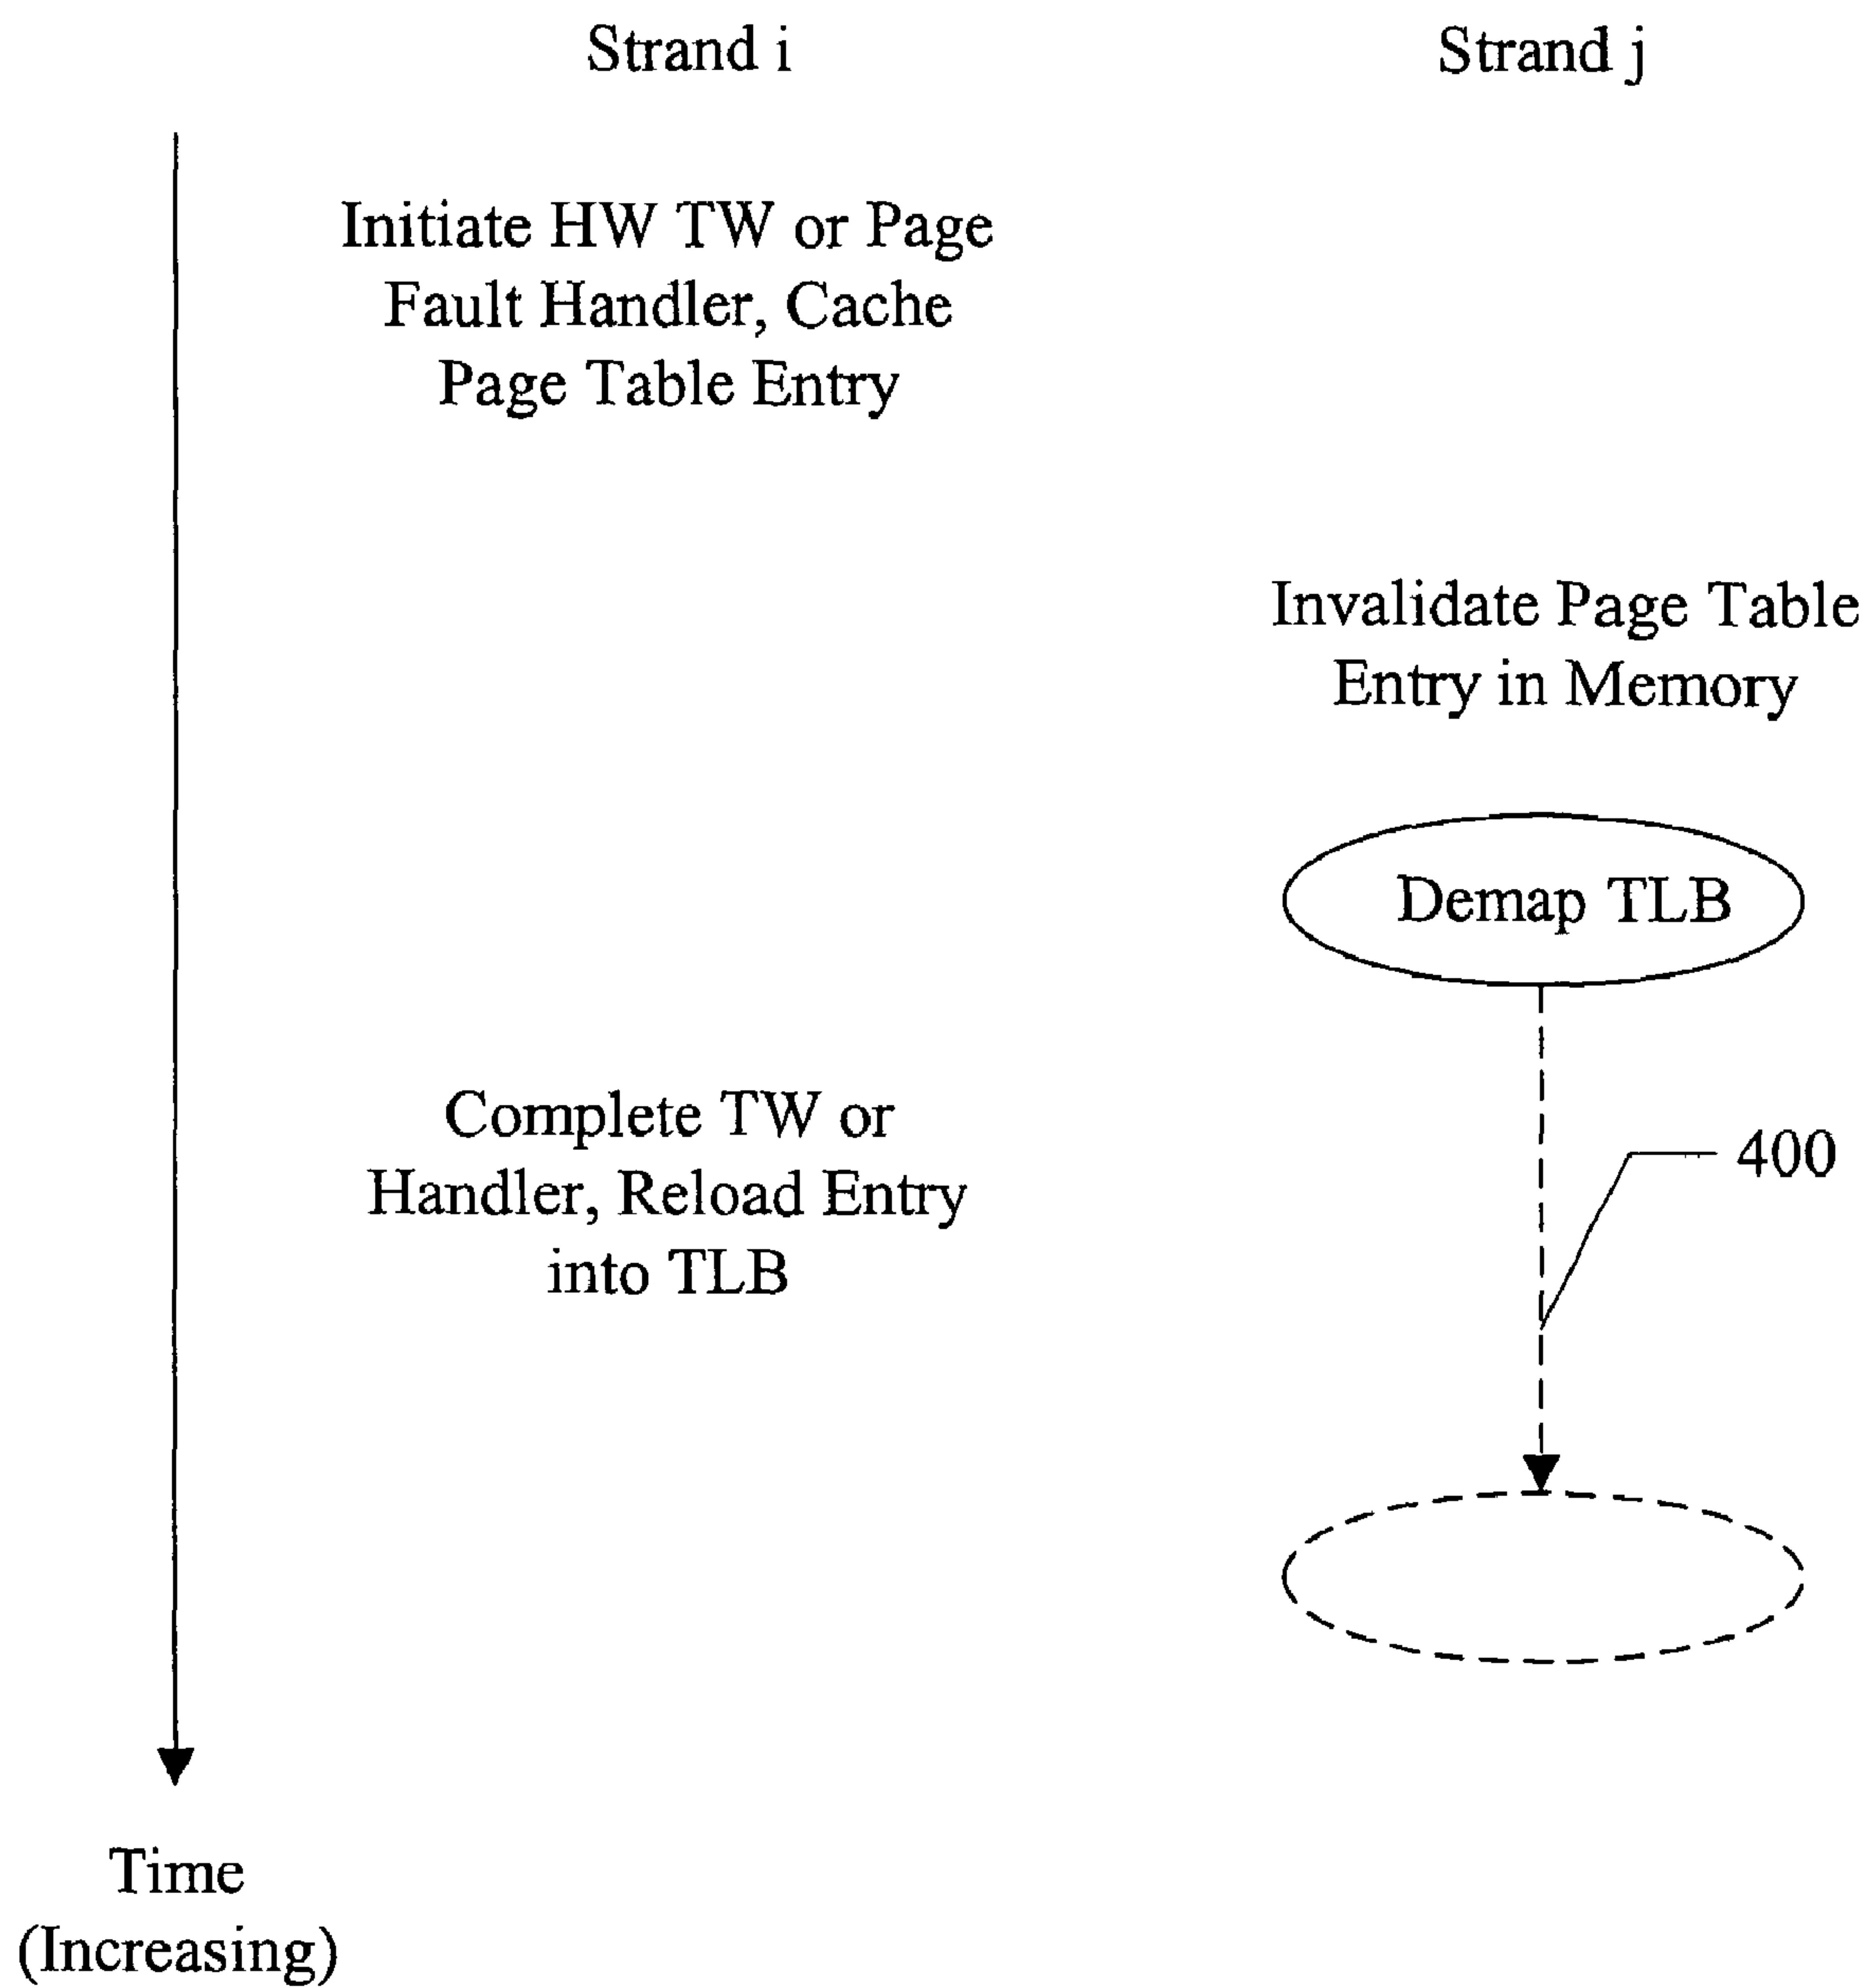 Strand i
Strand j
Initiate HW TW or Page
Fault Handler, Cache
Page Table Entry
Invalidate Page Table
Entry in Memory
Demap TLB
Complete TW or
Handler, Reload Entry
into TLB
400
Time
(Increasing)